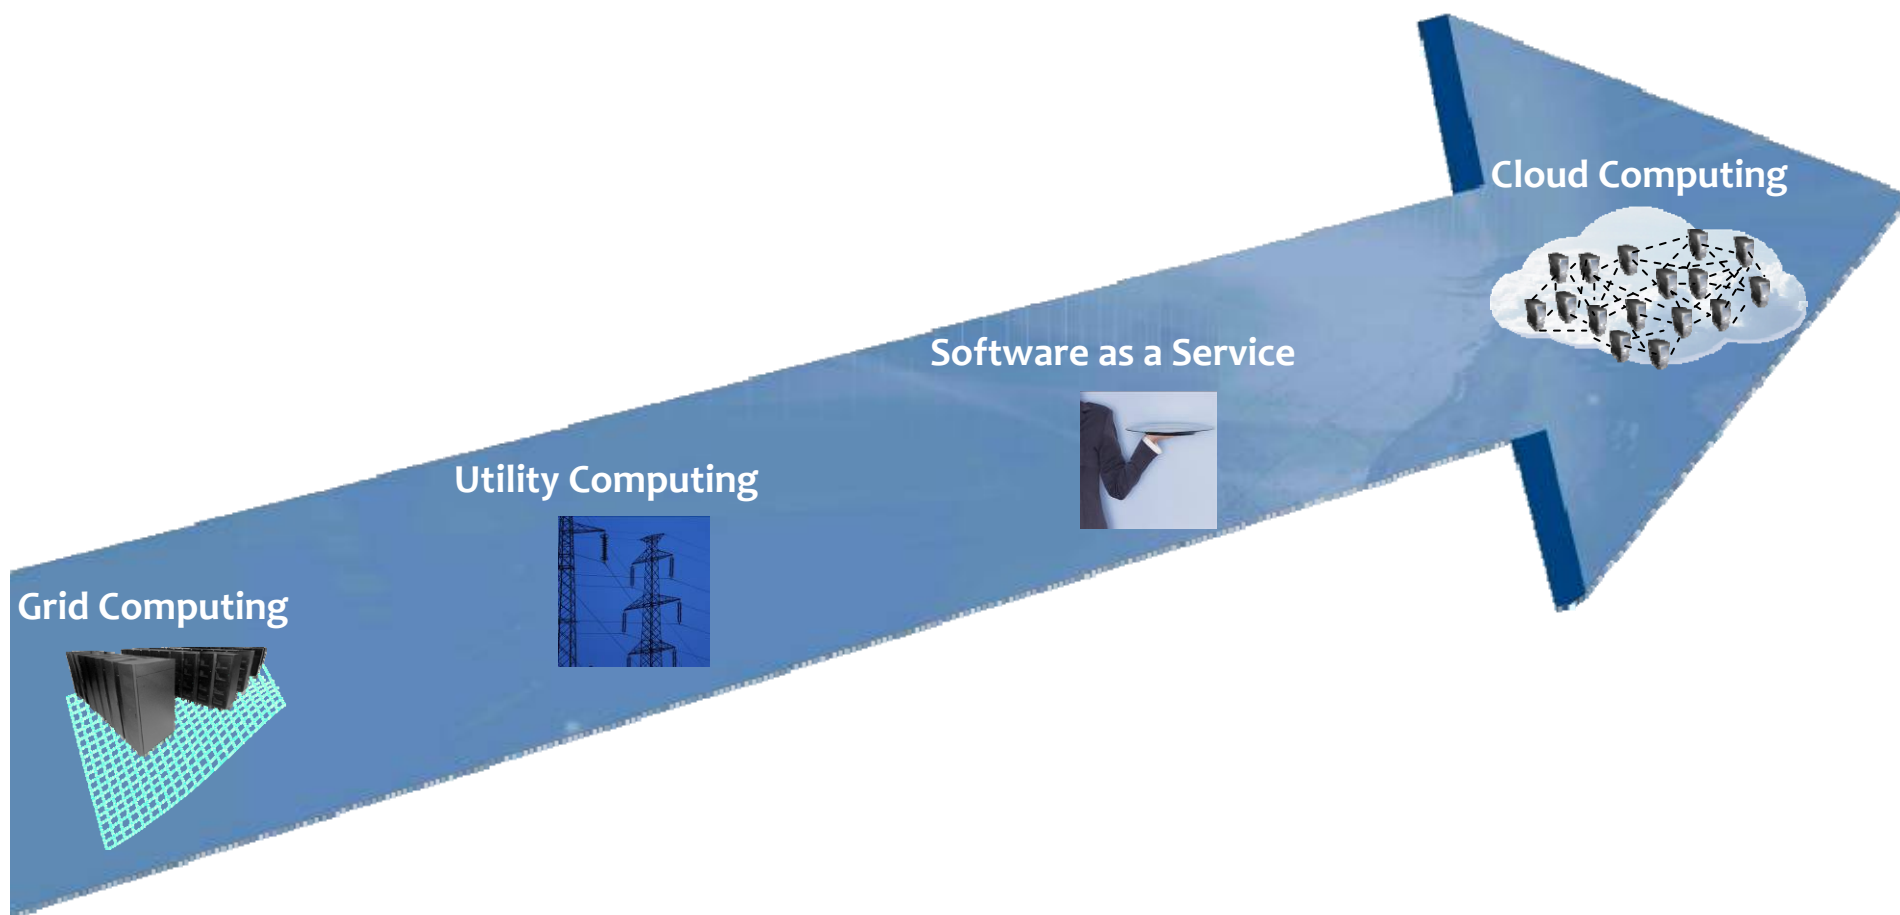 Cloud Computing
Software as a Service
Utility Computing
Grid Computing